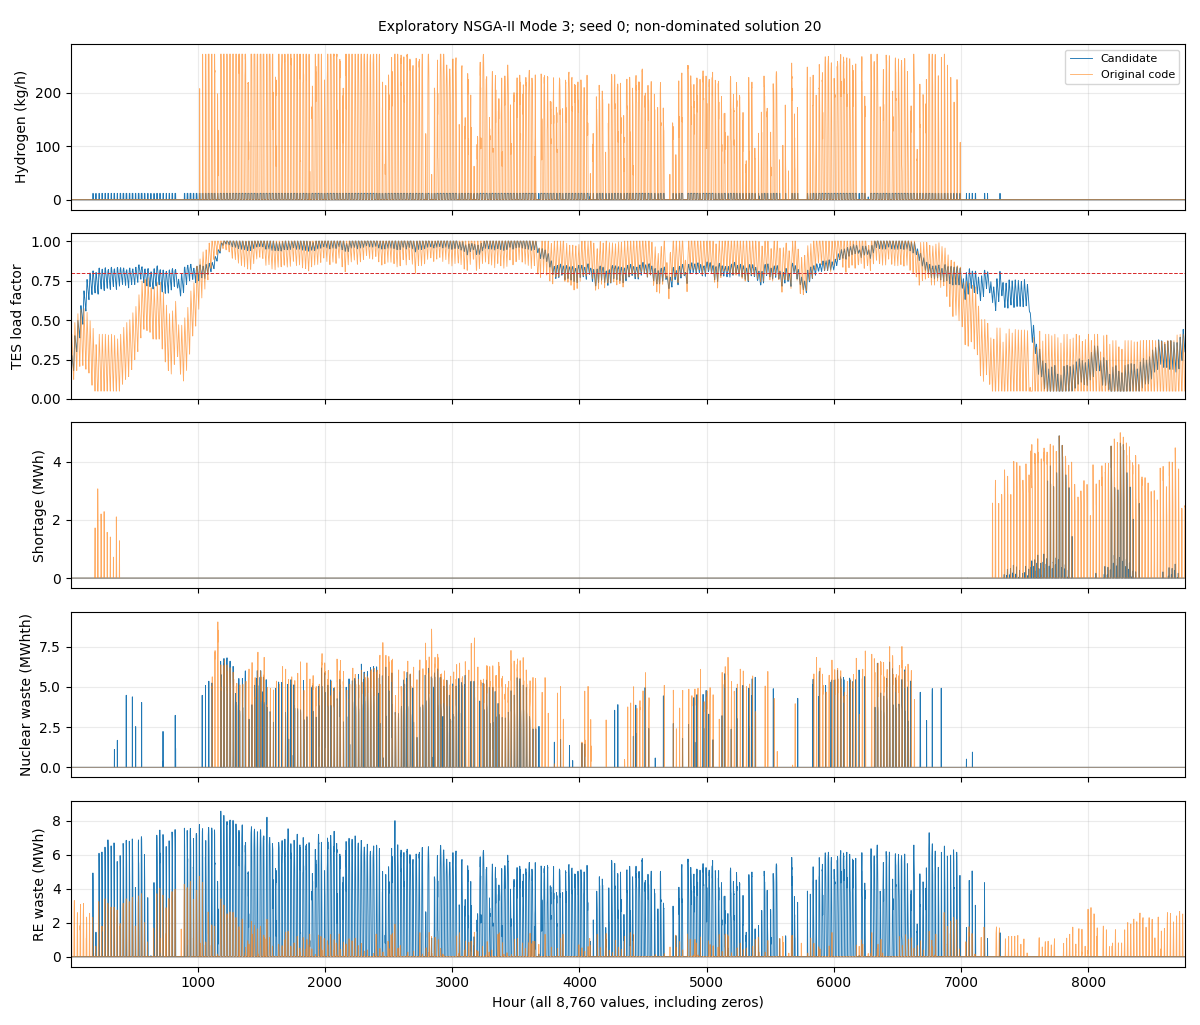 Exploratory NSGA-II Mode 3; seed 0; non-dominated solution 20
Hydrogen (kg/h)
200
100
0
Candidate
Original code
TES load factor
1.00
0.75
0.50
0.25
0.00
Shortage (MWh)
4
2
0
Nuclear waste (MWhth)
7.5
5.0
2.5
0.0
RE waste (MWh)
8
6
4
2
0
1000 2000 3000 4000 5000 6000 7000 8000
Hour (all 8,760 values, including zeros)